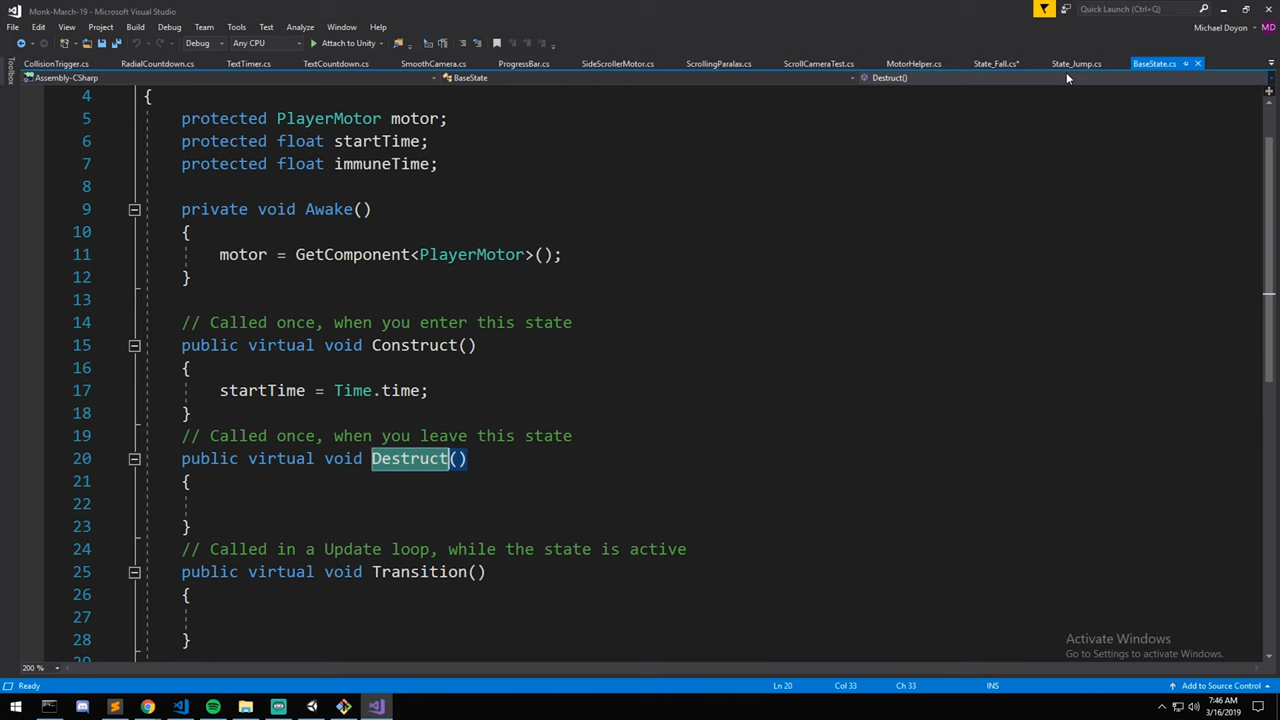 Monk-March-19 - Microsoft Visual Studio
Quick Launch (Ctrl+Q)
File Edit View Project Build Debug Team Tools Test Analyze Window Help
Michael Doyon MD
Debug Any CPU Attach to Unity
Toolbox
CollisionTrigger.cs RadialCountdown.cs TextTimer.cs TextCountdown.cs SmoothCamera.cs ProgressBar.cs SideScrollerMotor.cs ScrollingParalax.cs ScrollCameraTest.cs MotorHelper.cs State_Fall.cs* State_Jump.cs BaseState.cs
Assembly-CSharp BaseState Destruct()
4 {
5 protected PlayerMotor motor;
6 protected float startTime;
7 protected float immuneTime;
8
9 private void Awake()
10 {
11 motor = GetComponent<PlayerMotor>();
12 }
13
14 // Called once, when you enter this state
15 public virtual void Construct()
16 {
17 startTime = Time.time;
18 }
19 // Called once, when you leave this state
20 public virtual void Destruct()
21 {
22
23 }
24 // Called in a Update loop, while the state is active
25 public virtual void Transition()
26 {
27
28 }
29
Activate Windows
Go to Settings to activate Windows.
200 %
Ready Ln 20 Col 33 Ch 33 INS Add to Source Control
7:46 AM
3/16/2019